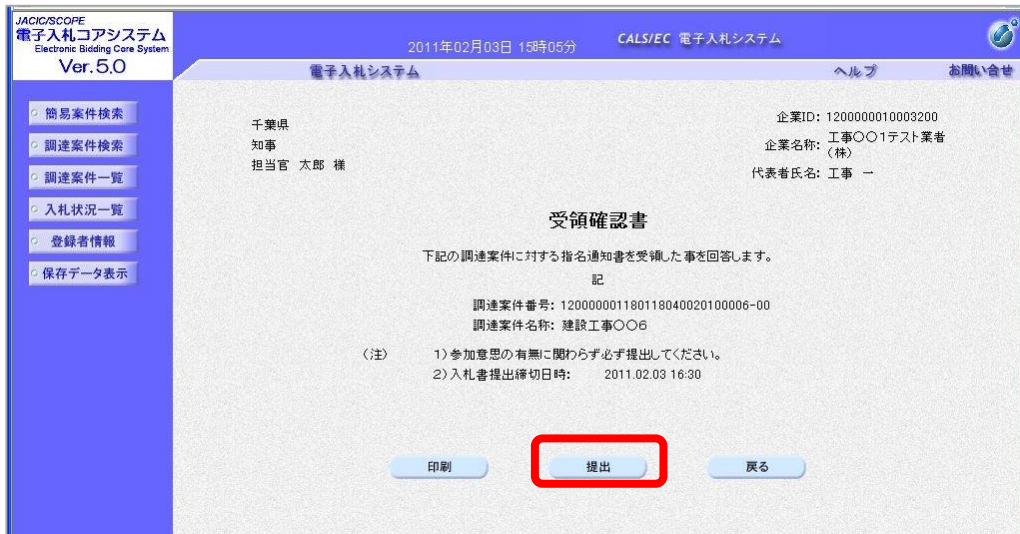 JACIC/SCOPE
電子入札コアシステム
Electronic Bidding Core System
Ver.5.0
2011年02月03日 15時05分
CALS/EC 電子入札システム
電子入札システム
ヘルプ
お問い合せ
簡易案件検索
調達案件検索
調達案件一覧
入札状況一覧
登録者情報
保存データ表示
千葉県
知事
担当官 太郎 様
企業ID: 1200000010003200
企業名称: 工事〇〇1テスト業者
(株)
代表者氏名: 工事 一
受領確認書
下記の調達案件に対する指名通知書を受領した事を回答します。
記
調達案件番号: 120000001180118040020100006-00
調達案件名称: 建設工事〇〇6
(注) 1)参加意思の有無に関わらず必ず提出してください。
2)入札書提出締切日時: 2011.02.03 16:30
印刷
提出
戻る